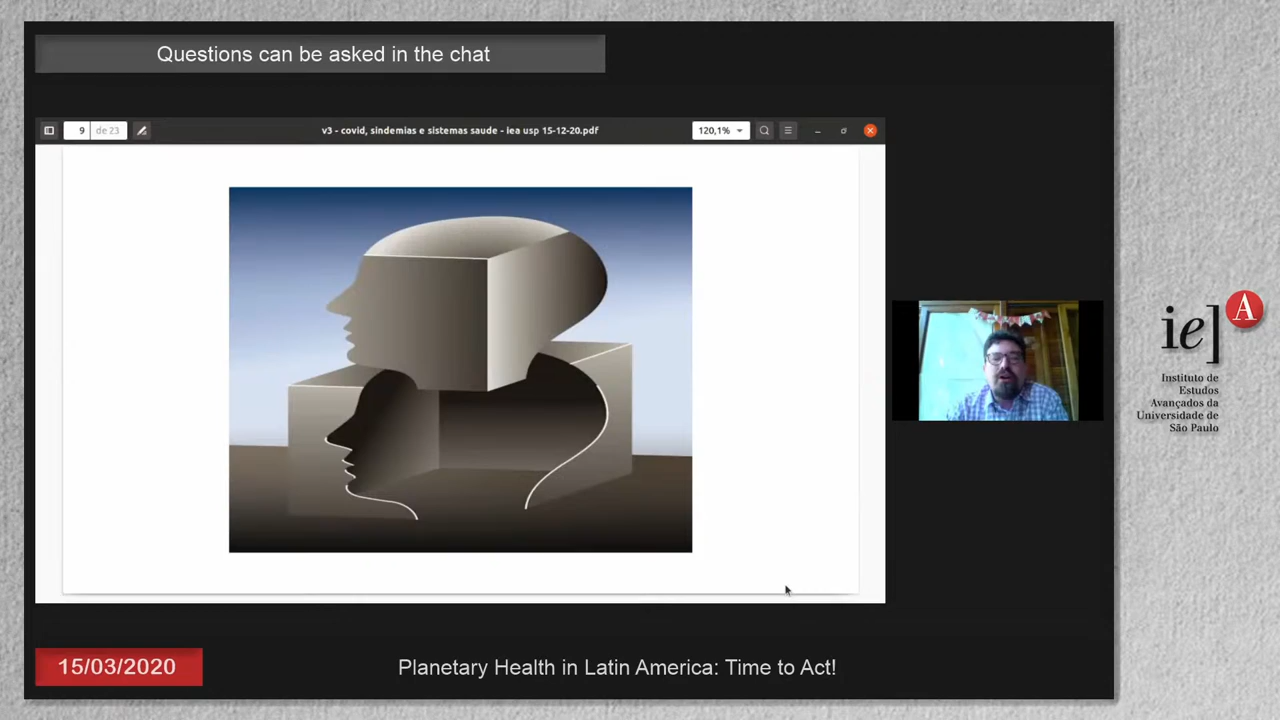 Questions can be asked in the chat
9 de 23
v3 - covid, sindemias e sistemas saude - iea usp 15-12-20.pdf
120,1%
ie] A
Instituto de
Estudos
Avançados da
Universidade de
São Paulo
15/03/2020
Planetary Health in Latin America: Time to Act!